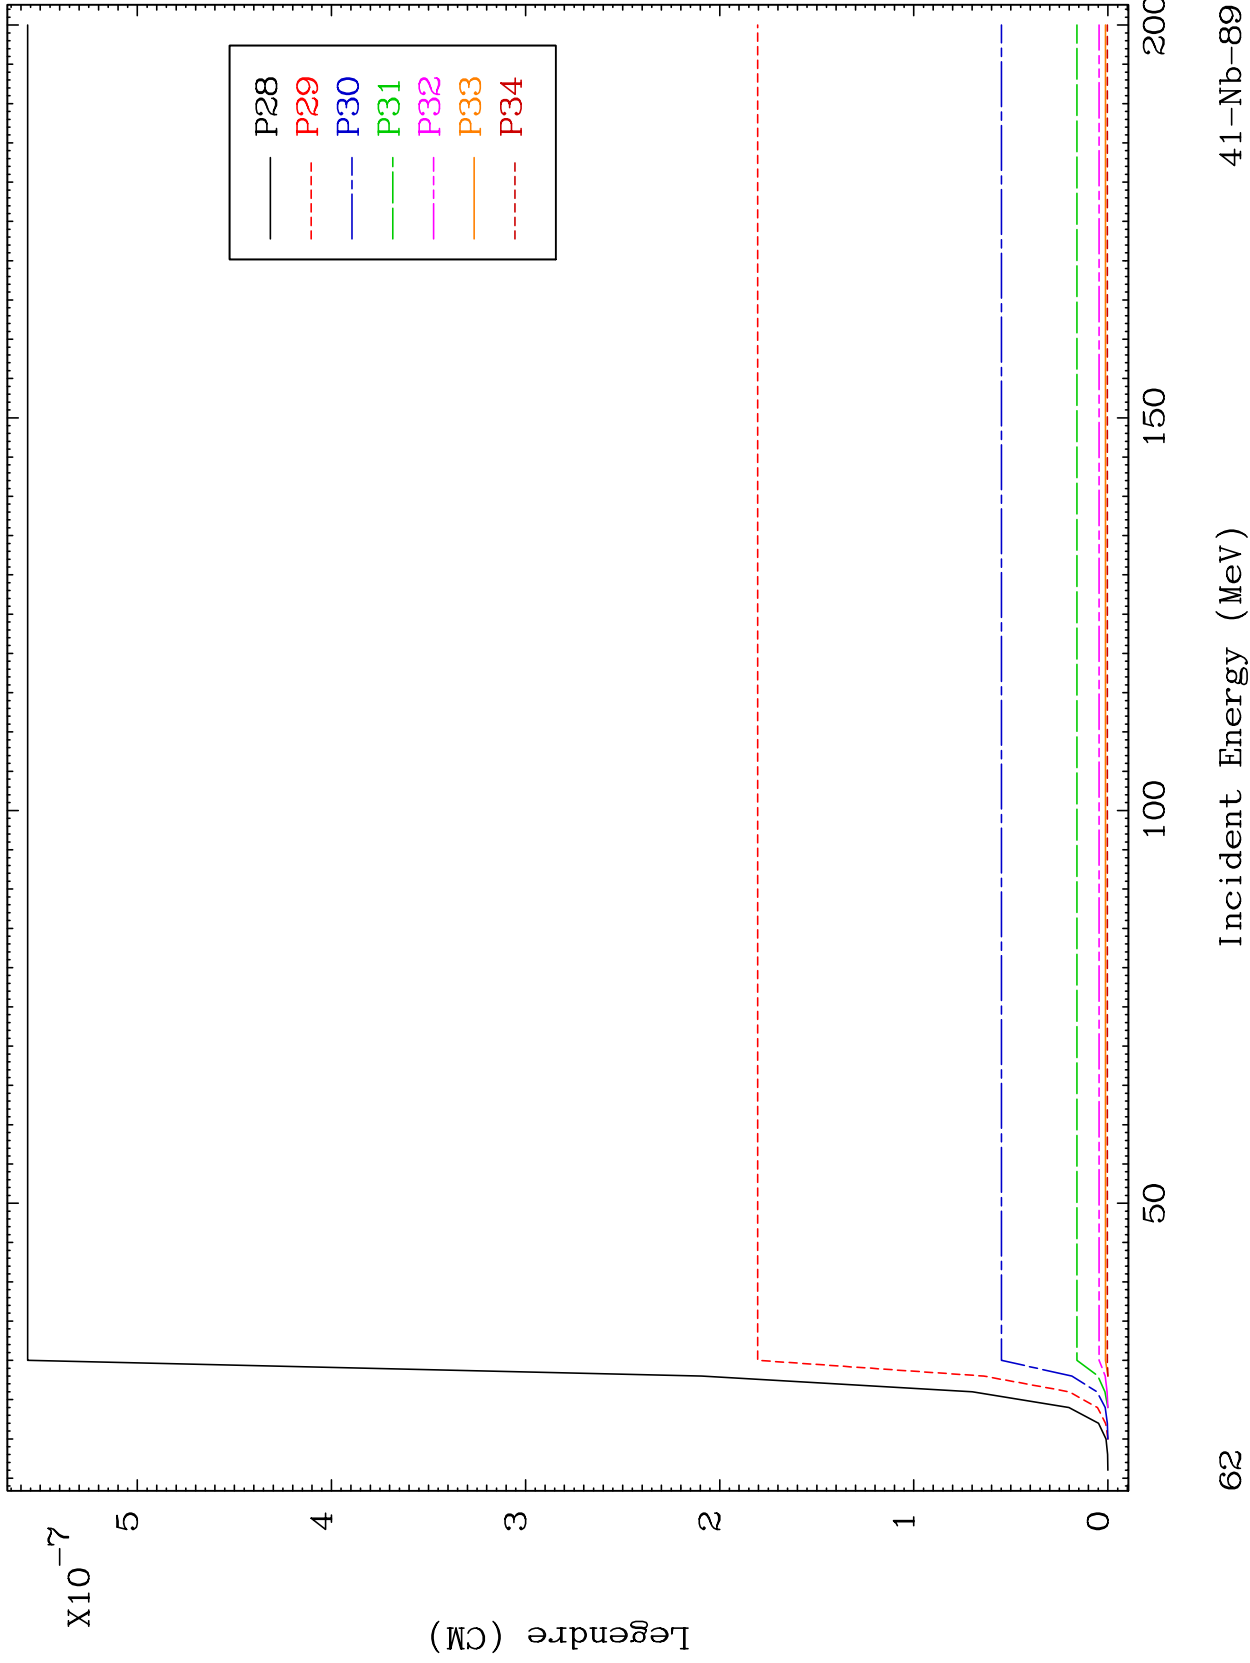 X10^-7
Legendre (CM)
5
4
3
2
1
0
P28
P29
P30
P31
P32
P33
P34
50
100
150
200
Incident Energy (MeV)
62
41-Nb-89